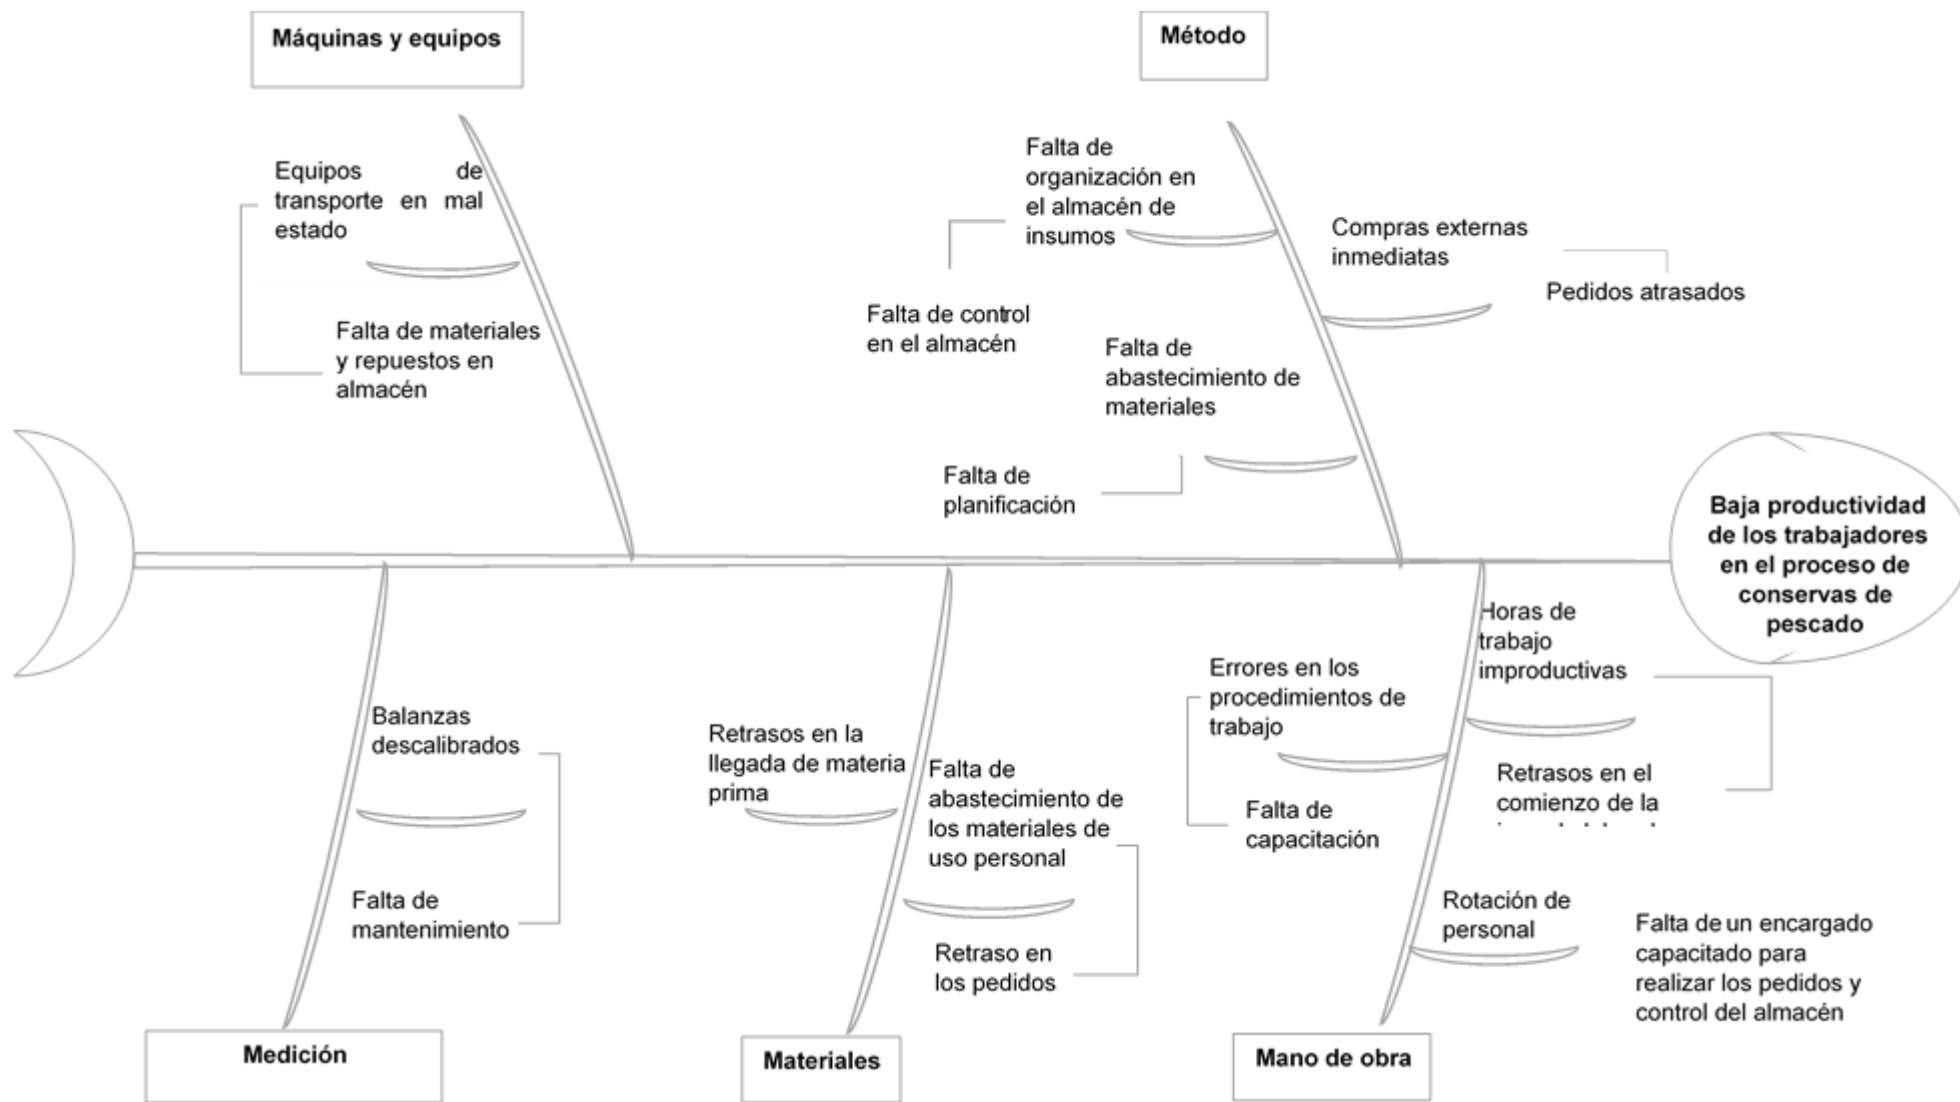 Máquinas y equipos
Método
Equipos de
transporte en mal
estado
Falta de materiales
y repuestos en
almacén
Falta de
organización en
el almacén de
insumos
Falta de control
en el almacén
Compras externas
inmediatas
Pedidos atrasados
Falta de
abastecimiento de
materiales
Falta de
planificación
Baja productividad
de los trabajadores
en el proceso de
conservas de
pescado
Balanzas
descalibrados
Falta de
mantenimiento
Retrasos en la
llegada de materia
prima
Falta de
abastecimiento de
los materiales de
uso personal
Retraso en
los pedidos
Errores en los
procedimientos de
trabajo
Falta de
capacitación
Horas de
trabajo
improductivas
Retrasos en el
comienzo de la
Rotación de
personal
Falta de un encargado
capacitado para
realizar los pedidos y
control del almacén
Medición
Materiales
Mano de obra